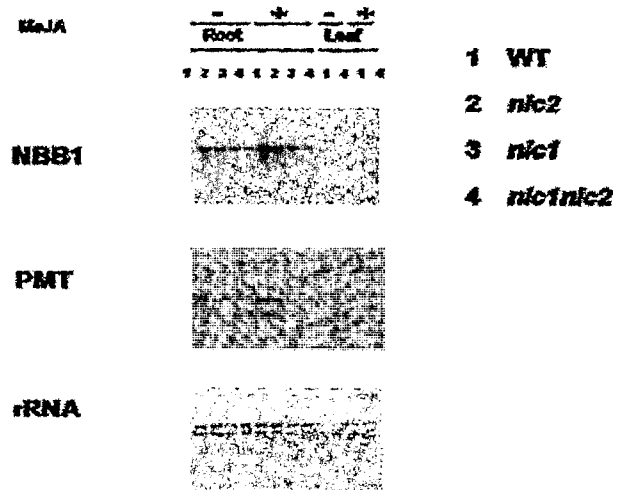 MeJA - + - +
Root Leaf
1 2 3 4 1 2 3 4 1 4 1 4
1 WT
2 nic2
NBB1
3 nic1
4 nic1nic2
PMT
rRNA